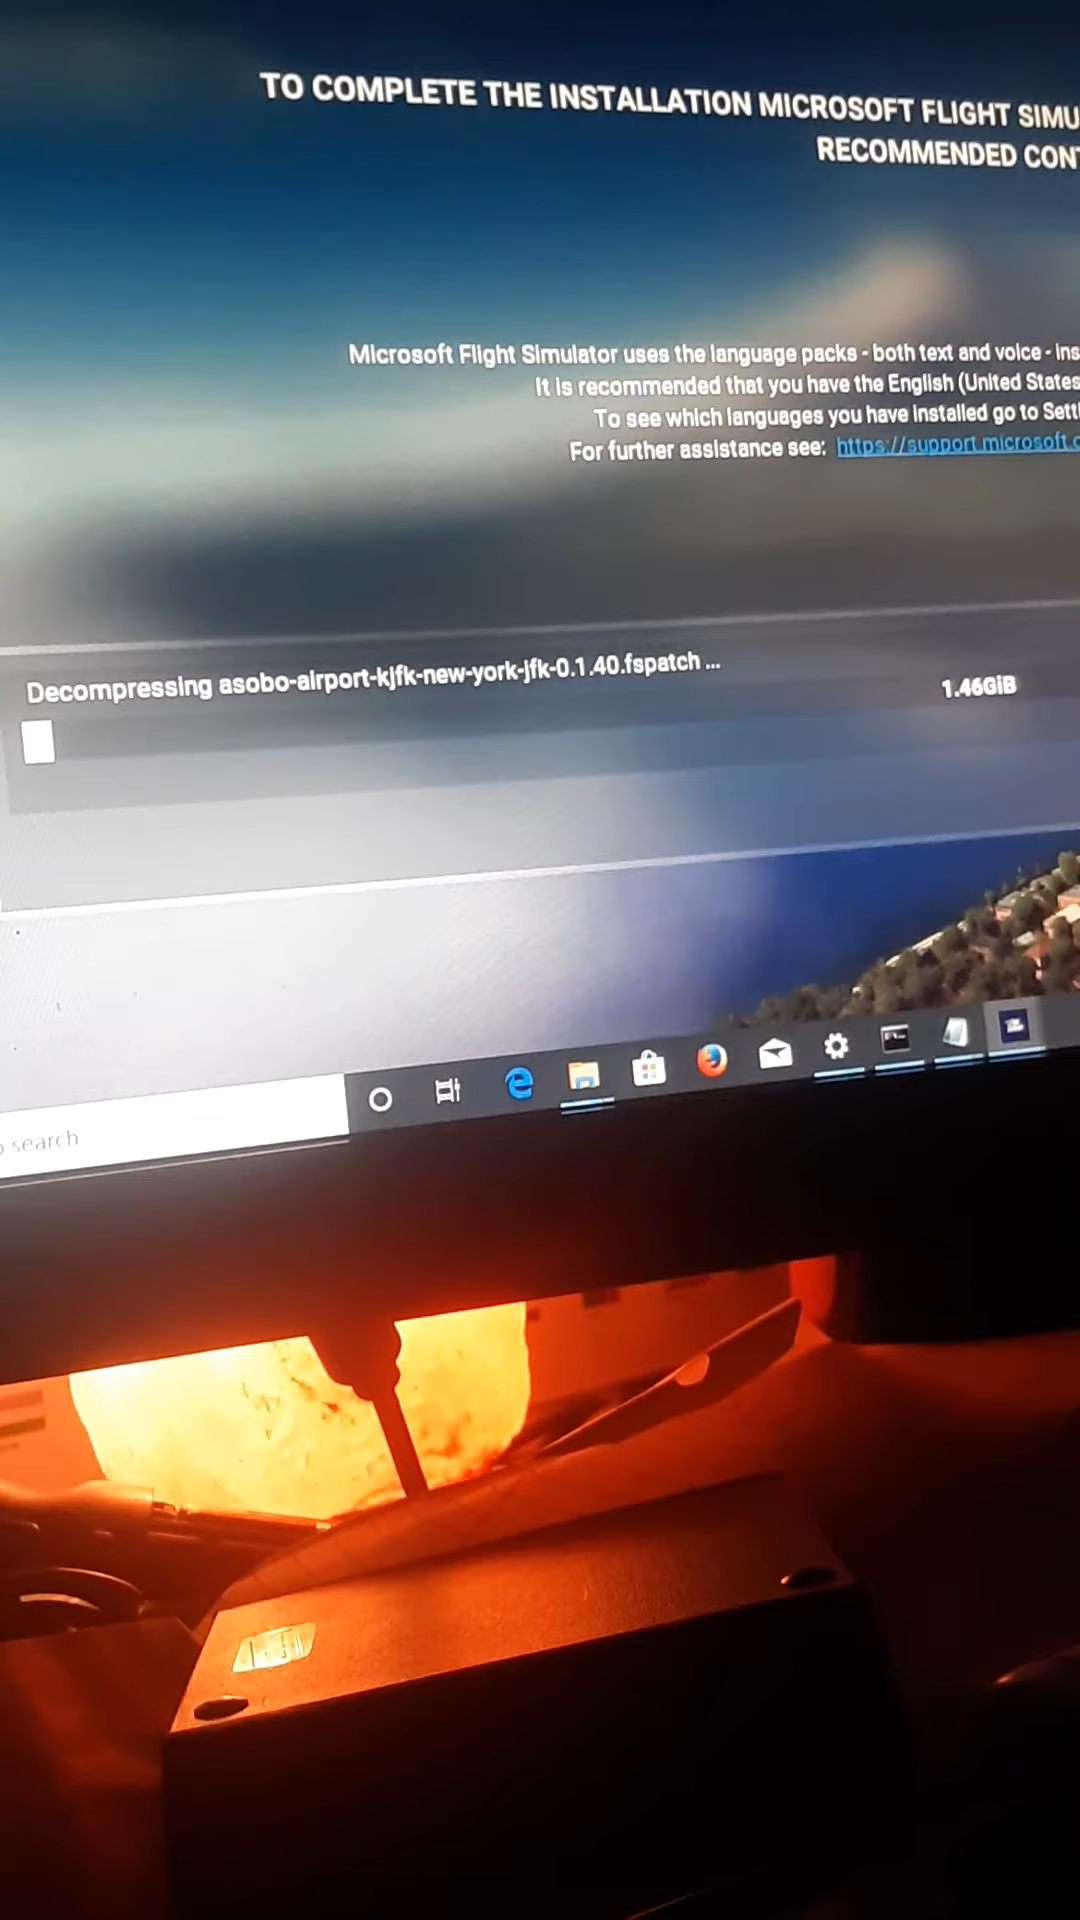 TO COMPLETE THE INSTALLATION MICROSOFT FLIGHT SIMU
RECOMMENDED CONT
Microsoft Flight Simulator uses the language packs - both text and voice - ins
It is recommended that you have the English (United States
To see which languages you have installed go to Setti
For further assistance see: https://support.microsoft.c
Decompressing asobo-airport-kjfk-new-york-jfk-0.1.40.fspatch ...
1.46GiB
search